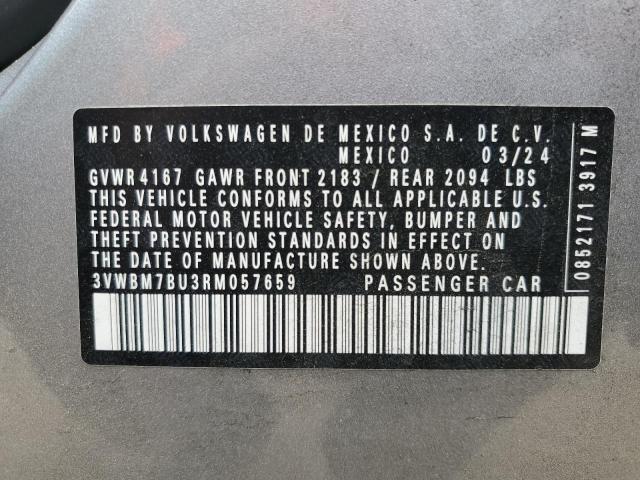 MFD BY VOLKSWAGEN DE MEXICO S.A. DE C.V.
MEXICO 03/24
GVWR 4167 GAWR FRONT 2183 / REAR 2094 LBS
THIS VEHICLE CONFORMS TO ALL APPLICABLE U.S.
FEDERAL MOTOR VEHICLE SAFETY, BUMPER AND
THEFT PREVENTION STANDARDS IN EFFECT ON
THE DATE OF MANUFACTURE SHOWN ABOVE.
3VWBM7BU3RM057659 PASSENGER CAR
0852171 3917 M